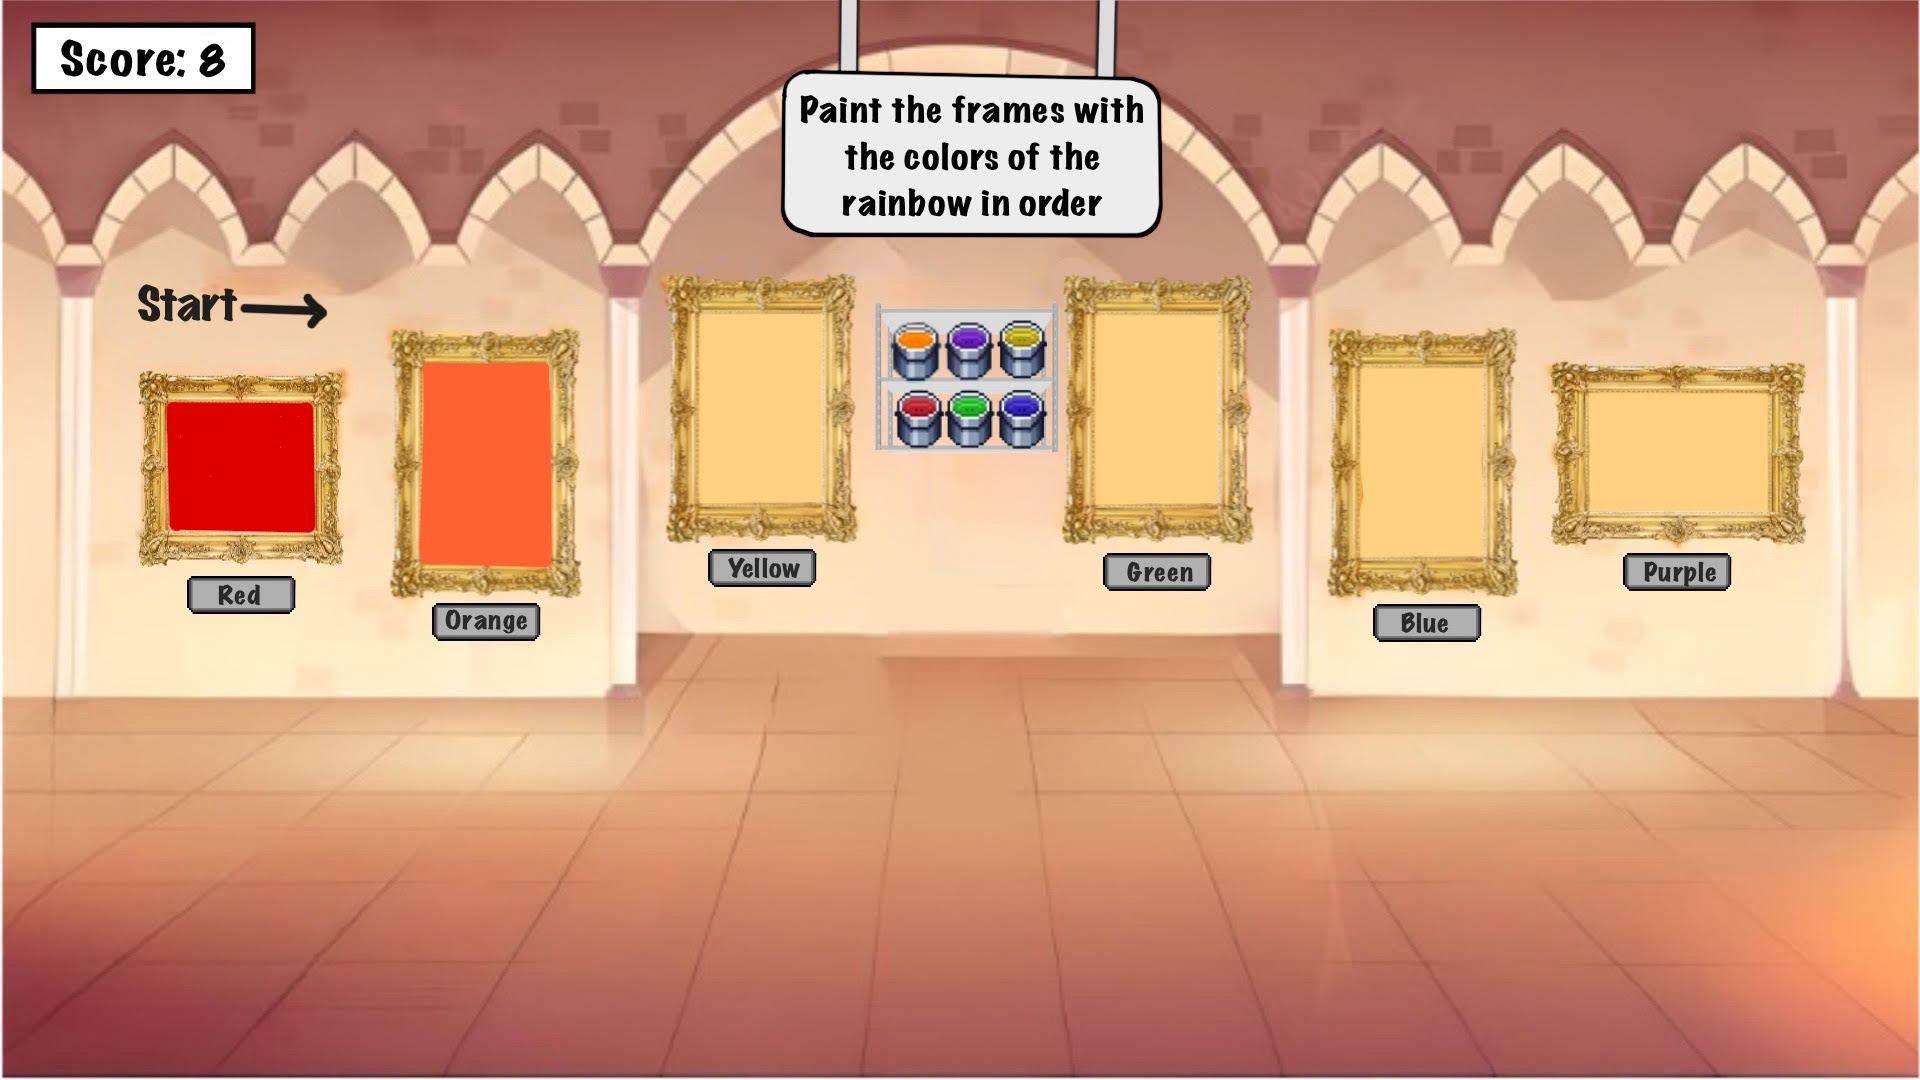 Score: 8
Paint the frames with
the colors of the
rainbow in order
Start
Red
Orange
Yellow
Green
Blue
Purple